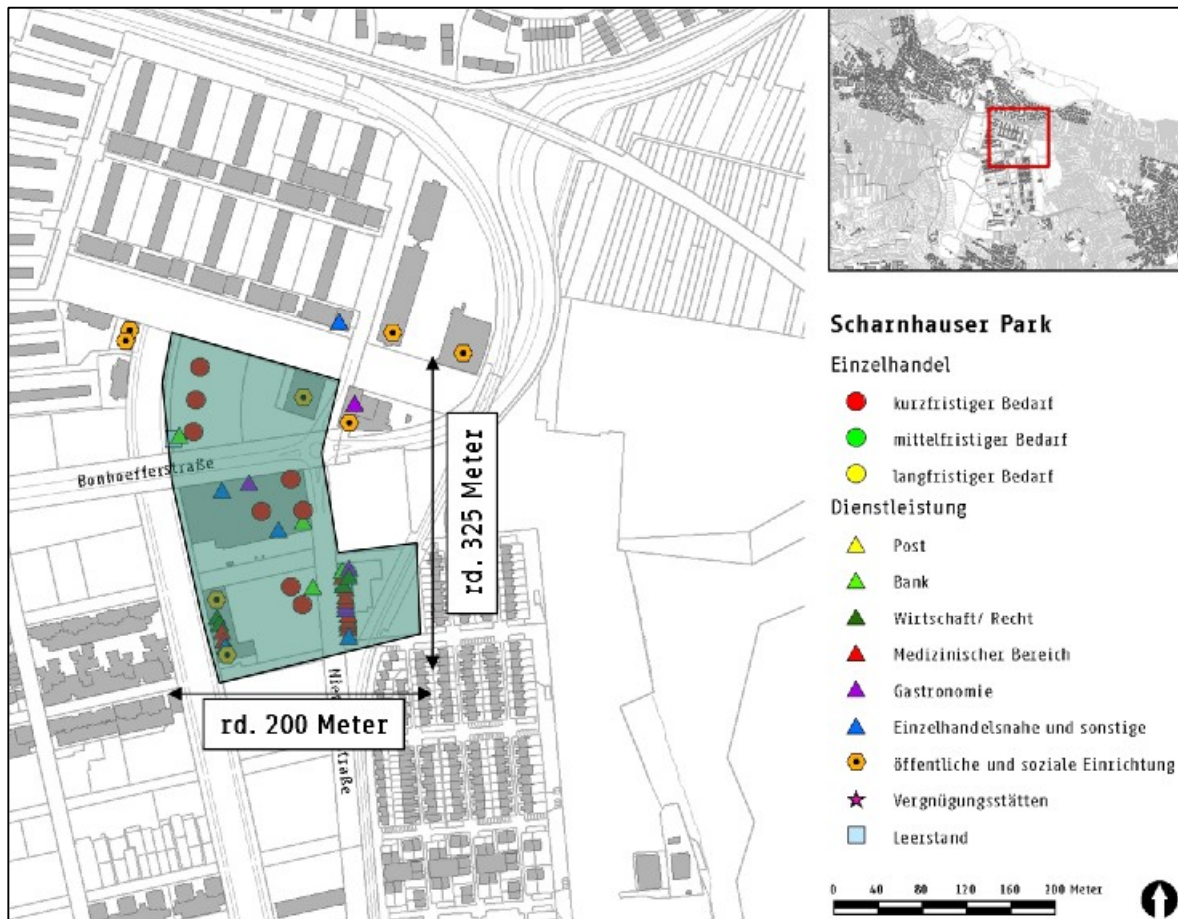 Scharnhauser Park
Einzelhandel
kurzfristiger Bedarf
mittelfristiger Bedarf
langfristiger Bedarf
Dienstleistung
Post
Bank
Wirtschaft/ Recht
Medizinischer Bereich
Gastronomie
Einzelhandelsnahe und sonstige
öffentliche und soziale Einrichtung
Vergnügungsstätten
Leerstand
0 40 80 120 160 200 Meter
Bonhoefferstraße
rd. 325 Meter
rd. 200 Meter